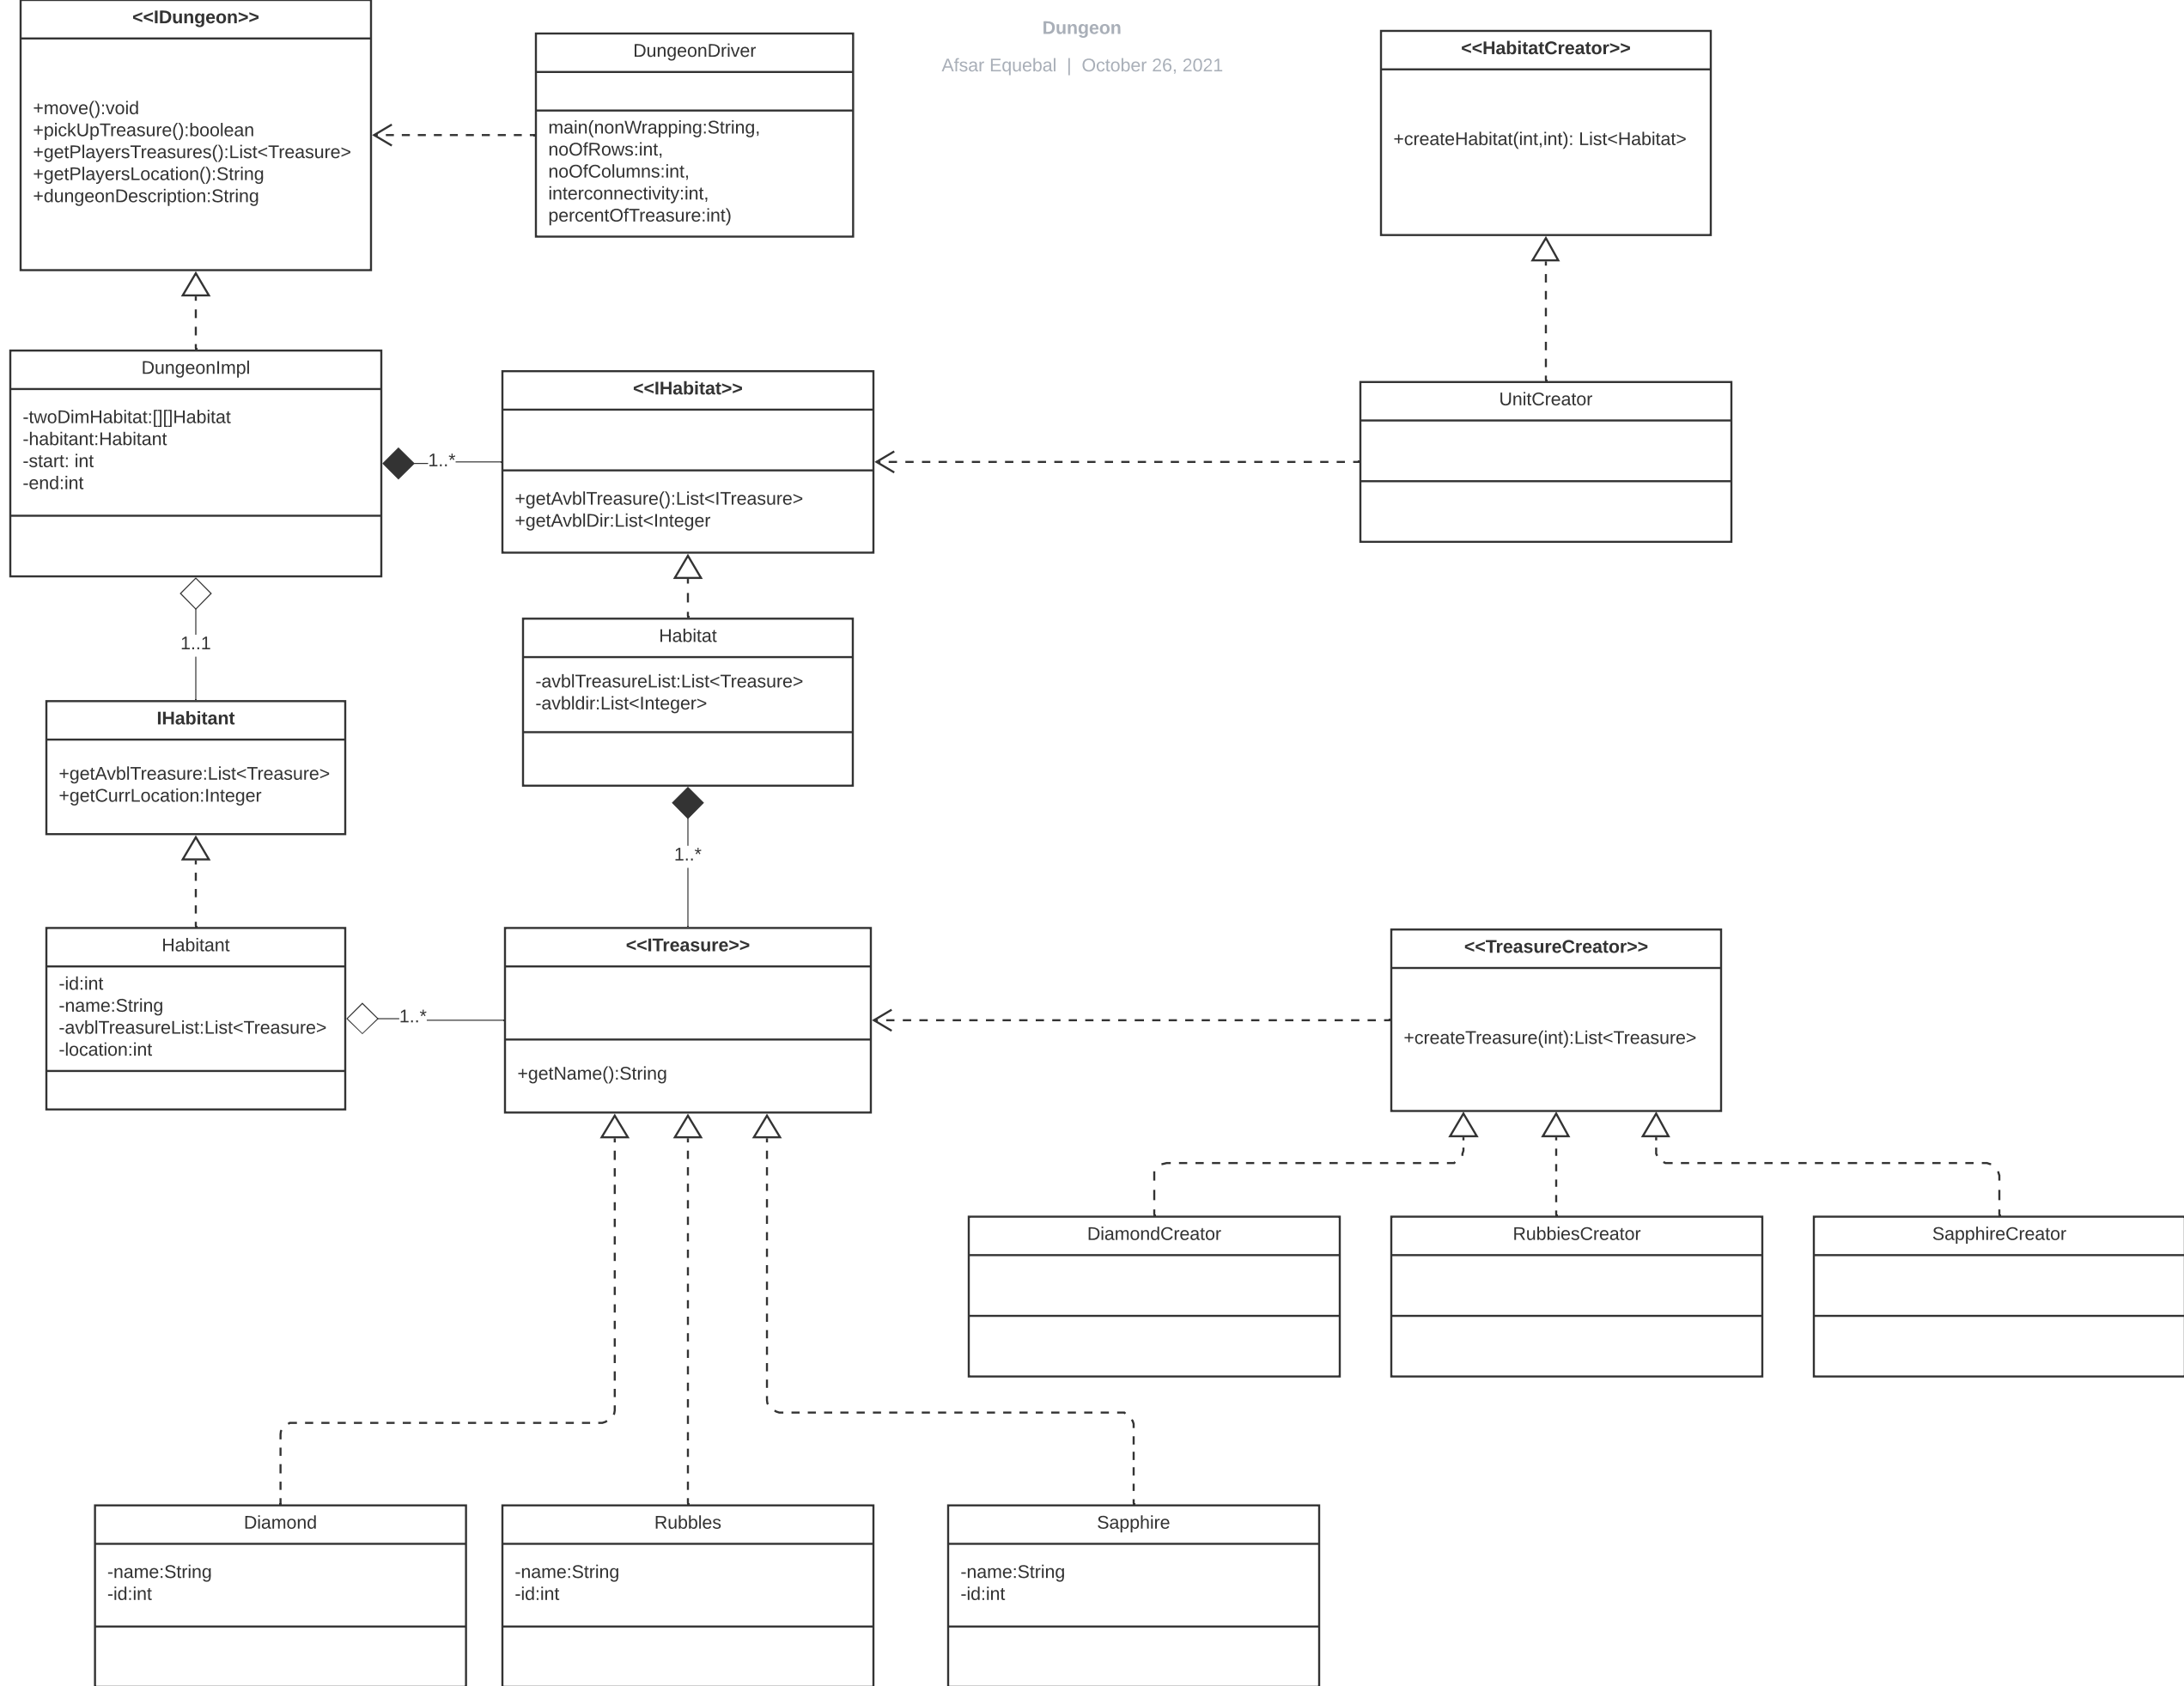 <<IDungeon>>
+move():void
+pickUpTreasure():boolean
+getPlayersTreasures():List<Treasure>
+getPlayersLocation():String
+dungeonDescription:String
DungeonDriver
main(nonWrapping:String,
noOfRows:int,
noOfColumns:int,
interconnectivity:int,
percentOfTreasure:int)
Dungeon
Afsar Equebal | October 26, 2021
<<HabitatCreator>>
+createHabitat(int,int): List<Habitat>
DungeonImpl
-twoDimHabitat:[][]Habitat
-habitant:Habitant
-start: int
-end:int
1..*
<<IHabitat>>
+getAvblTreasure():List<ITreasure>
+getAvblDir:List<Integer
UnitCreator
1..1
Habitat
-avblTreasureList:List<Treasure>
-avbldir:List<Integer>
IHabitant
+getAvblTreasure:List<Treasure>
+getCurrLocation:Integer
1..*
Habitant
-id:int
-name:String
-avblTreasureList:List<Treasure>
-location:int
1..*
<<ITreasure>>
+getName():String
<<TreasureCreator>>
+createTreasure(int):List<Treasure>
DiamondCreator
RubbiesCreator
SapphireCreator
Diamond
-name:String
-id:int
Rubbles
-name:String
-id:int
Sapphire
-name:String
-id:int